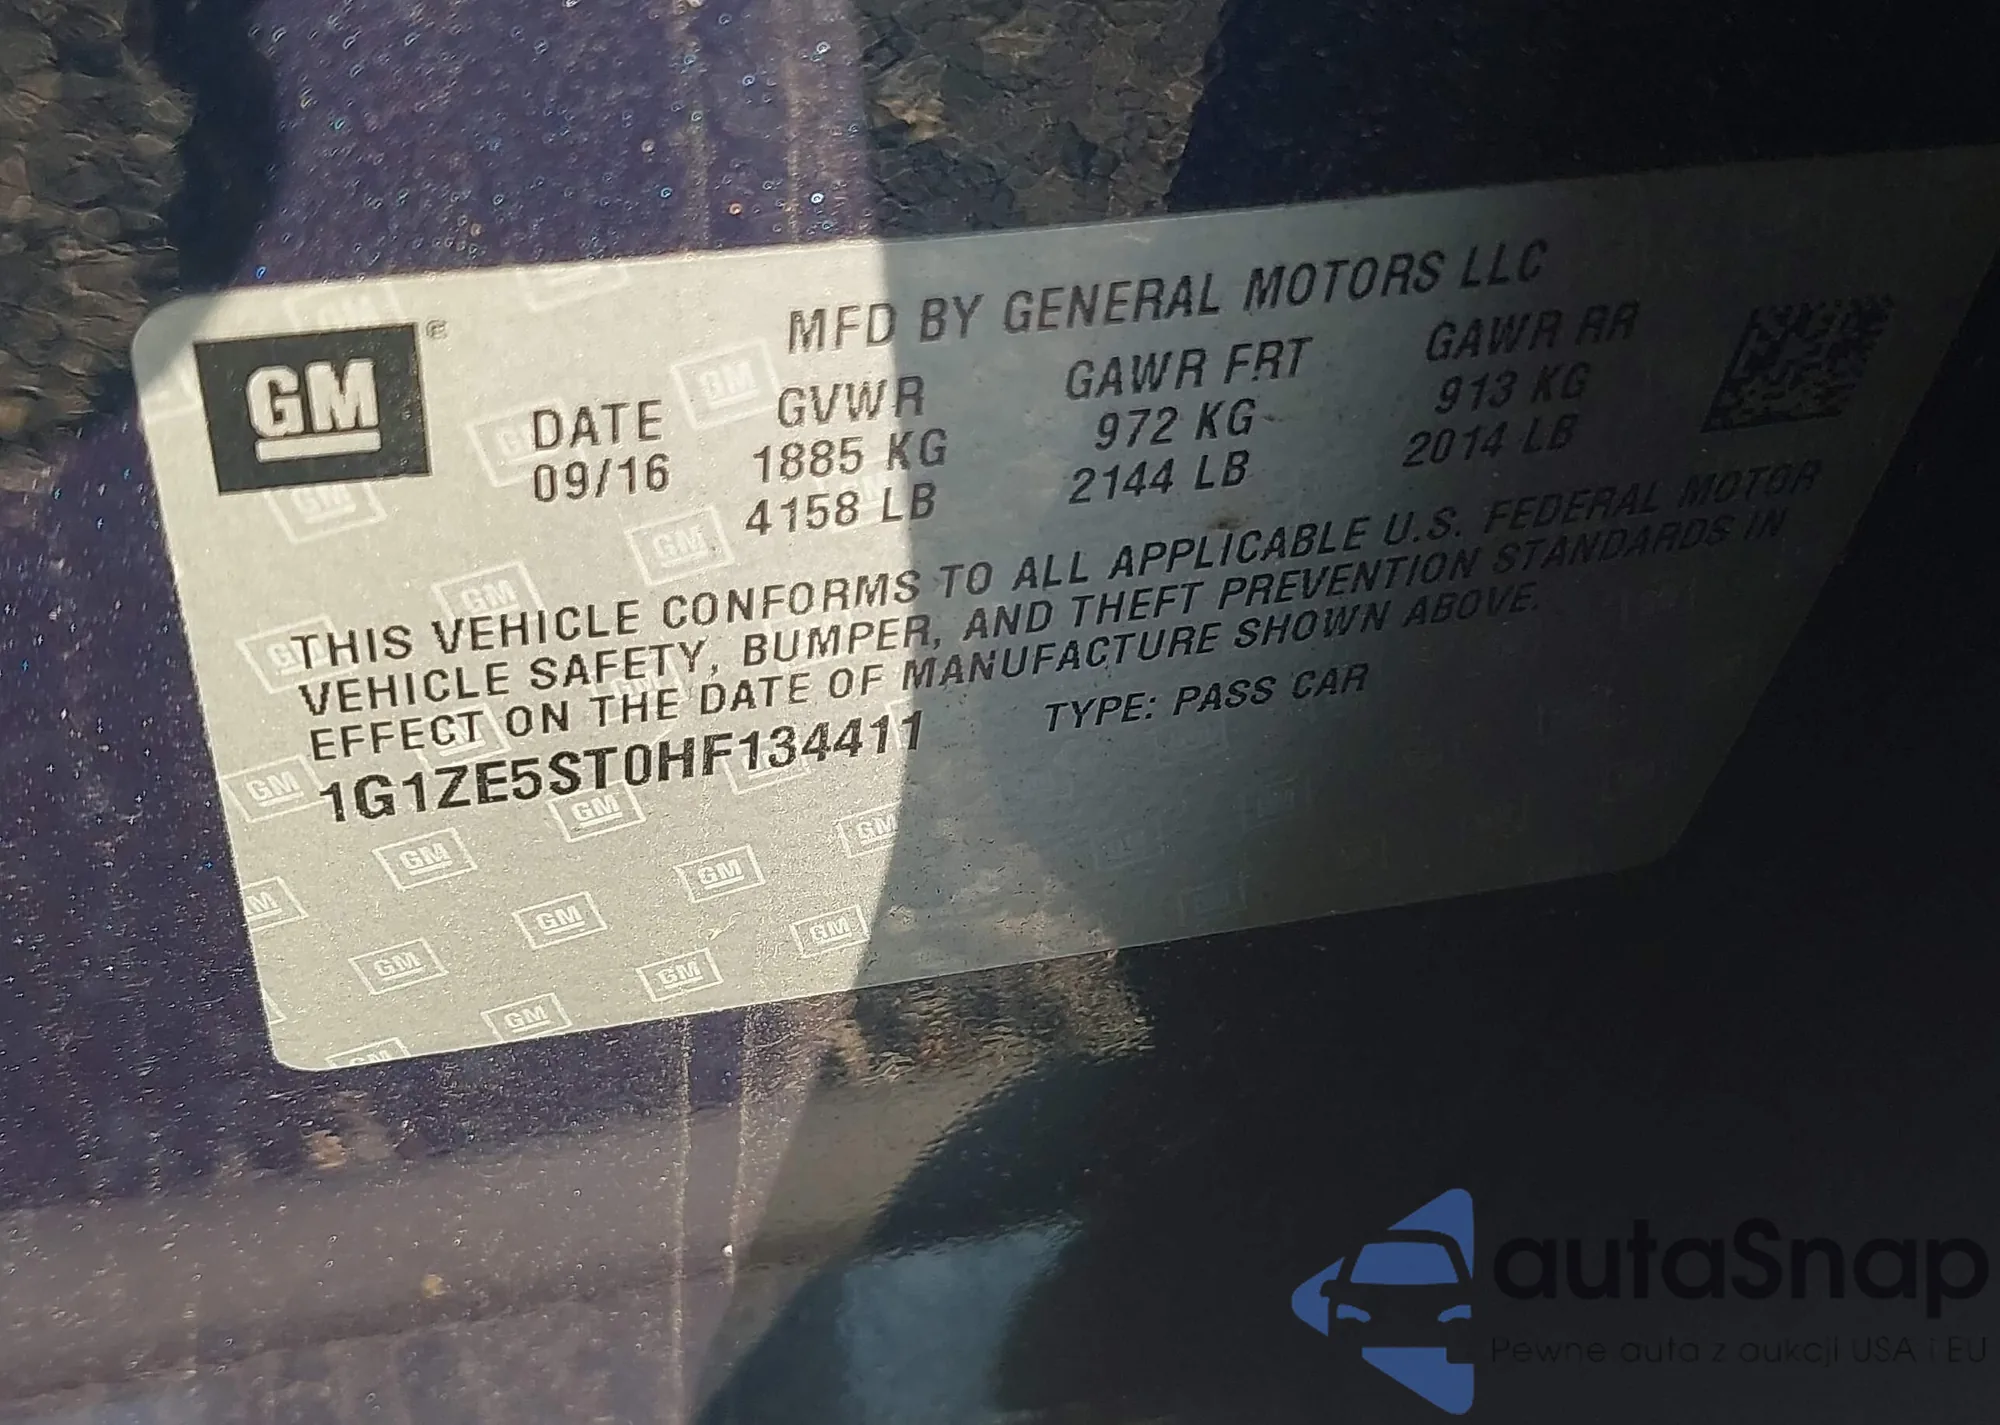 GM
MFD BY GENERAL MOTORS LLC
DATE GVWR GAWR FRT GAWR RR
09/16 1885 KG 972 KG 913 KG
4158 LB 2144 LB 2014 LB
THIS VEHICLE CONFORMS TO ALL APPLICABLE U.S. FEDERAL MOTOR
VEHICLE SAFETY, BUMPER, AND THEFT PREVENTION STANDARDS IN
EFFECT ON THE DATE OF MANUFACTURE SHOWN ABOVE.
1G1ZE5ST0HF134411 TYPE: PASS CAR
autaSnap
Pewne auta z aukcji USA i EU